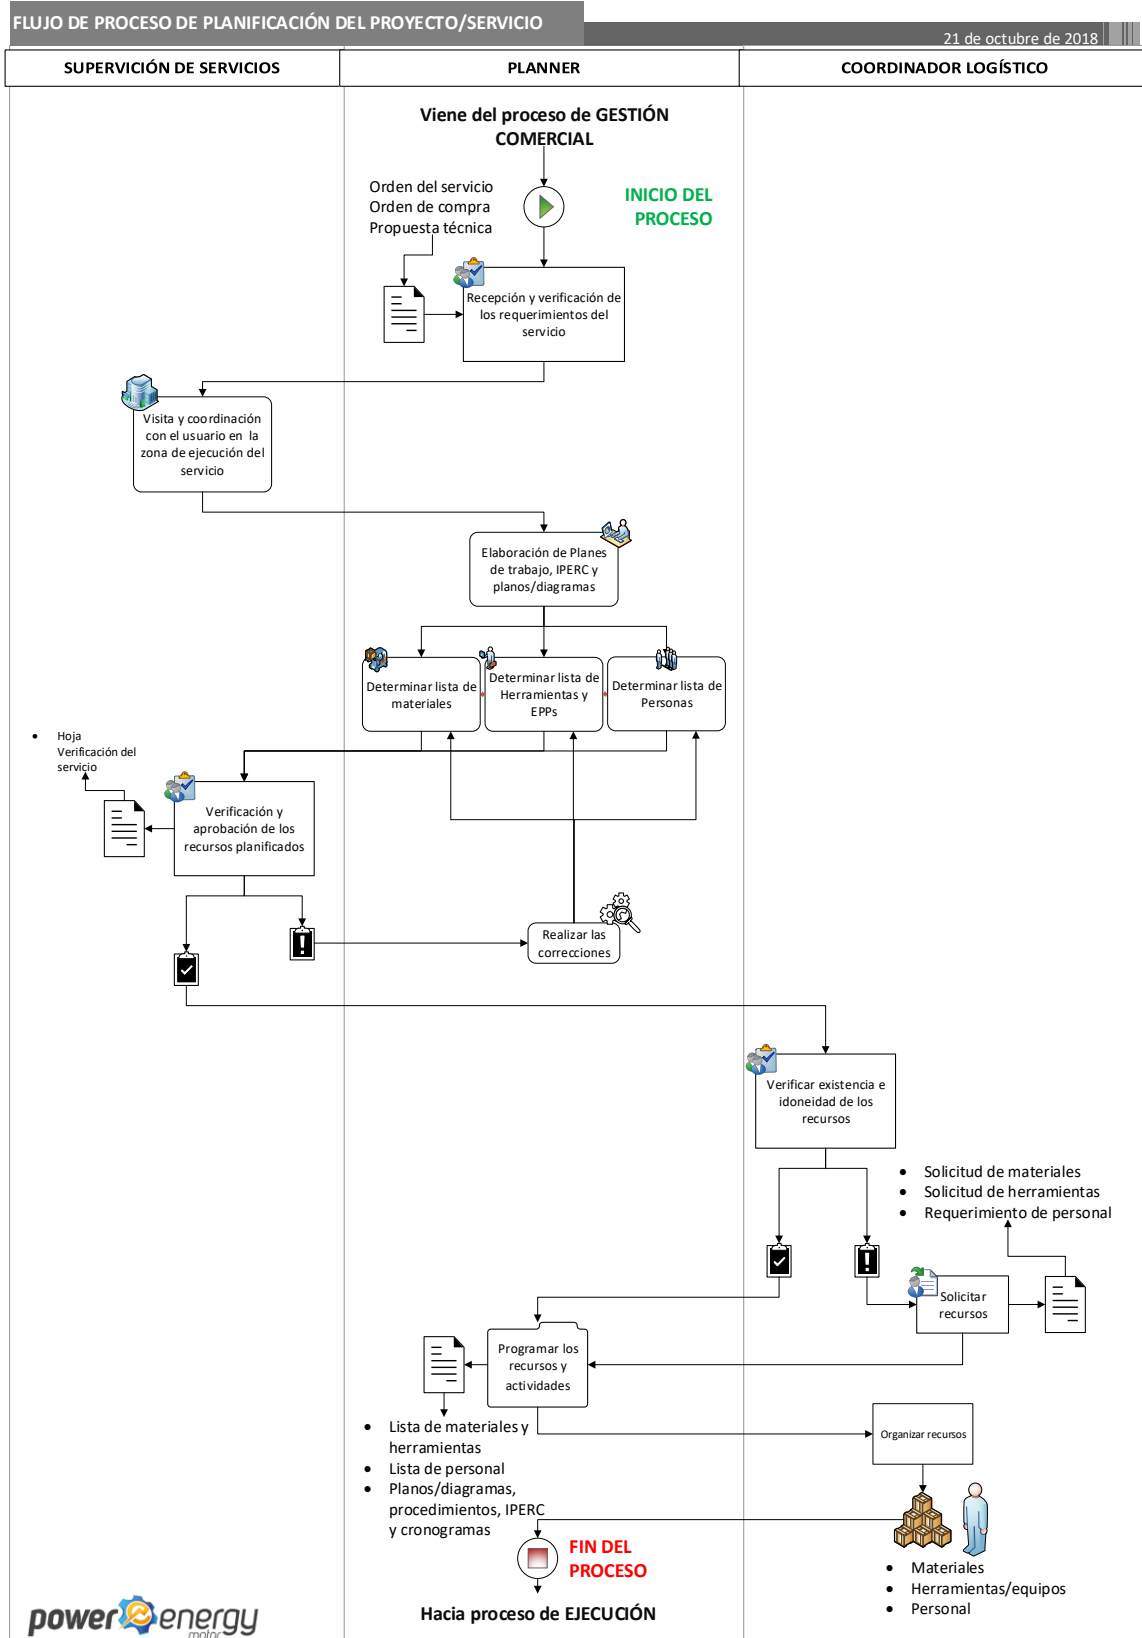 FLUJO DE PROCESO DE PLANIFICACIÓN DEL PROYECTO/SERVICIO
21 de octubre de 2018
SUPERVICIÓN DE SERVICIOS
PLANNER
COORDINADOR LOGÍSTICO
Viene del proceso de GESTIÓN
COMERCIAL
Orden del servicio
Orden de compra
Propuesta técnica
INICIO DEL
PROCESO
Recepción y verificación de
los requerimientos del
servicio
Visita y coordinación
con el usuario en la
zona de ejecución del
servicio
Elaboración de Planes
de trabajo, IPERC y
planos/diagramas
Determinar lista de
materiales
Determinar lista de
Herramientas y
EPPs
Determinar lista de
Personas
• Hoja
Verificación del
servicio
Verificación y
aprobación de los
recursos planificados
Realizar las
correcciones
Verificar existencia e
idoneidad de los
recursos
• Solicitud de materiales
• Solicitud de herramientas
• Requerimiento de personal
Solicitar
recursos
Programar los
recursos y
actividades
• Lista de materiales y
herramientas
• Lista de personal
• Planos/diagramas,
procedimientos, IPERC
y cronogramas
Organizar recursos
FIN DEL
PROCESO
• Materiales
• Herramientas/equipos
• Personal
Hacia proceso de EJECUCIÓN
power energy
motor